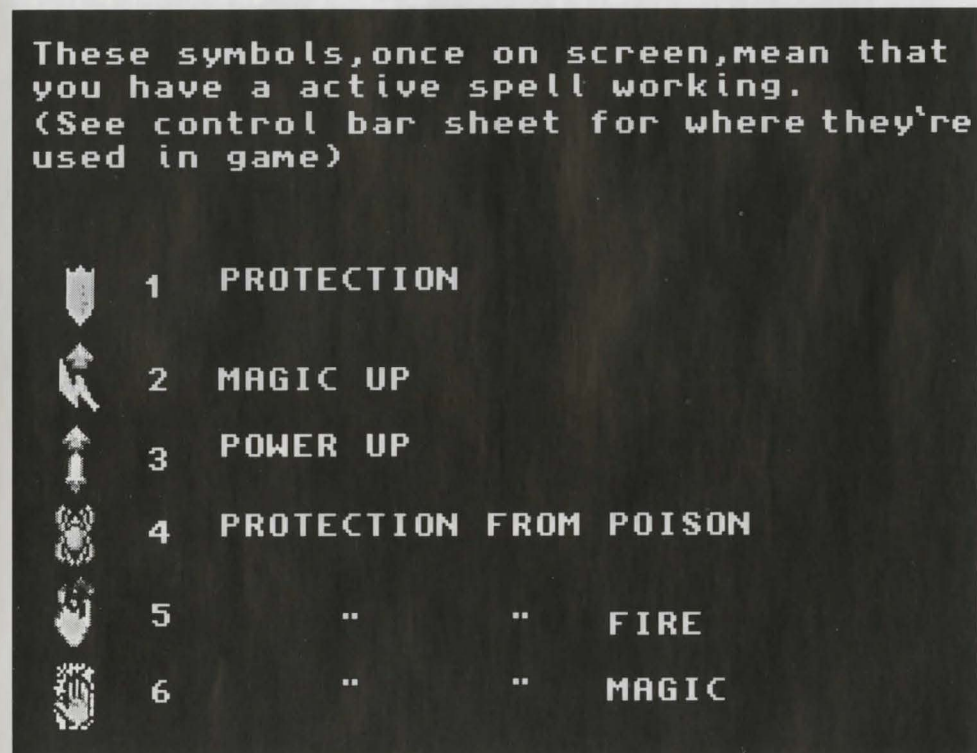 These symbols,once on screen,mean that
you have a active spell working.
(See control bar sheet for where they're
used in game)
1 PROTECTION
2 MAGIC UP
3 POWER UP
4 PROTECTION FROM POISON
5 " " FIRE
6 " " MAGIC